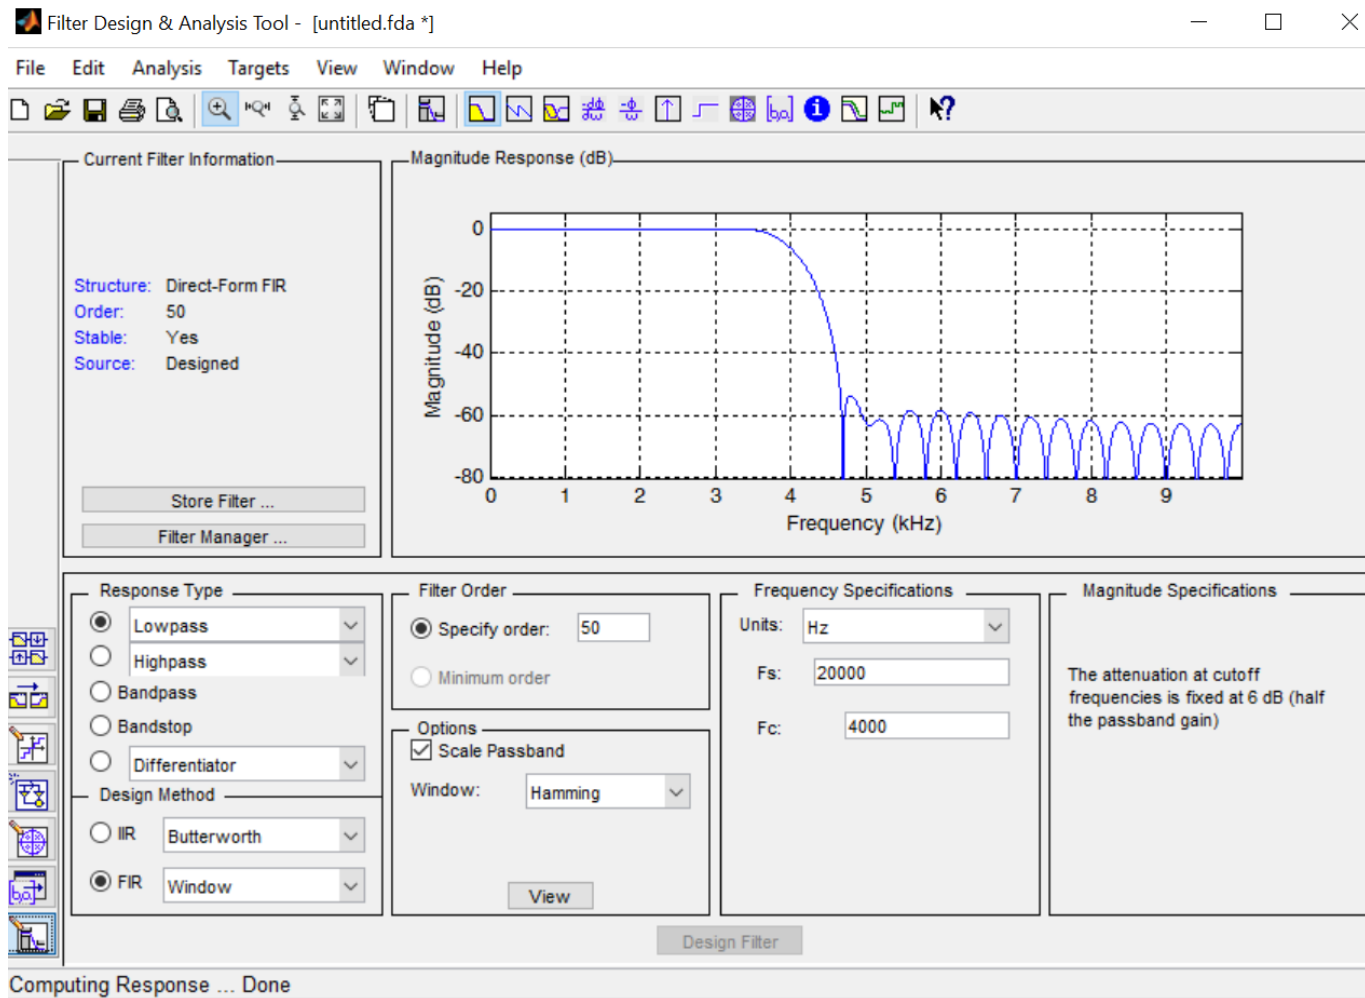 Filter Design & Analysis Tool - [untitled.fda *]
File Edit Analysis Targets View Window Help
Current Filter Information
Structure: Direct-Form FIR
Order: 50
Stable: Yes
Source: Designed
Store Filter ...
Filter Manager ...
Magnitude Response (dB)
0
-20
-40
-60
-80
Magnitude (dB)
0 1 2 3 4 5 6 7 8 9
Frequency (kHz)
Response Type
Lowpass
Highpass
Bandpass
Bandstop
Differentiator
Design Method
IIR Butterworth
FIR Window
Filter Order
Specify order: 50
Minimum order
Options
Scale Passband
Window: Hamming
View
Frequency Specifications
Units: Hz
Fs: 20000
Fc: 4000
Magnitude Specifications
The attenuation at cutoff
frequencies is fixed at 6 dB (half
the passband gain)
Design Filter
Computing Response ... Done